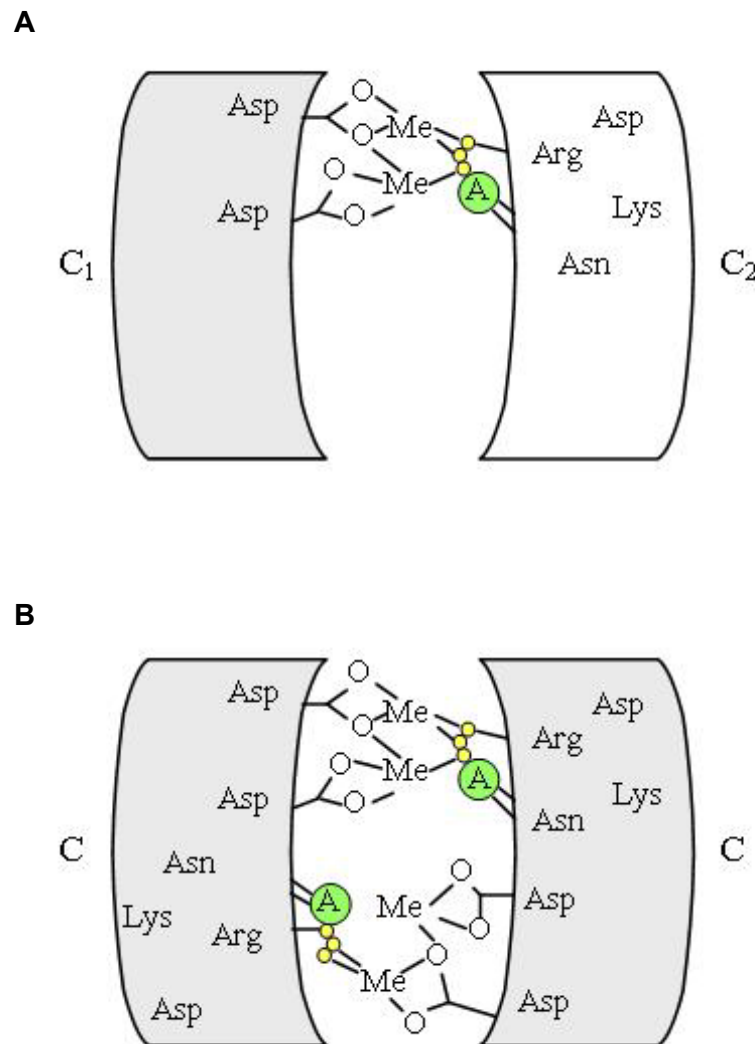 A
Asp O Me Asp
O Arg
O Me A Lys
Asp O
C₁ Asn C₂
B
Asp O Me Asp
O Arg
O Me A Lys
Asp O Asn
C Asn O C
A Me Asp
Lys Arg O
O
Me
Asp O Asp